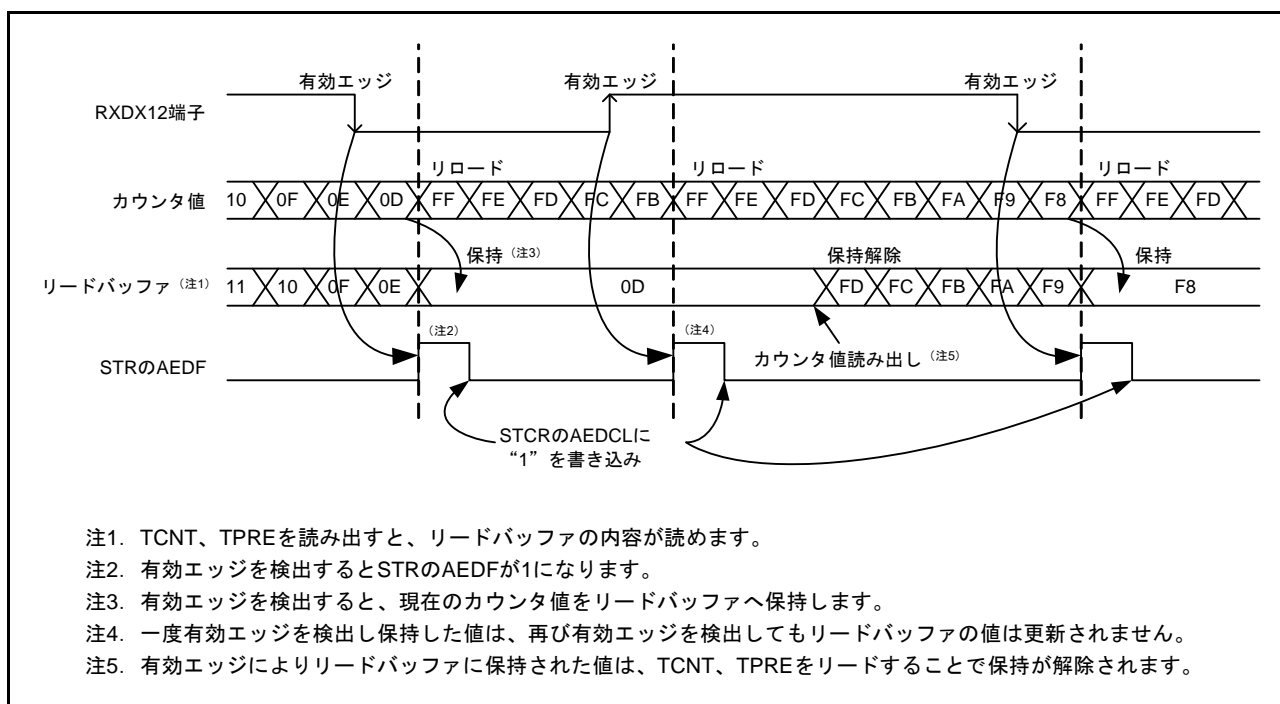 有効エッジ 有効エッジ 有効エッジ
RXDX12端子
リロード リロード リロード
カウンタ値 10 0F 0E 0D FF FE FD FC FB FF FE FD FC FB FA F9 F8 FF FE FD
保持（注3） 保持解除 保持
リードバッファ（注1） 11 10 0F 0E 0D FD FC FB FA F9 F8
（注2） （注4）
カウンタ値読み出し（注5）
STRのAEDF
STCRのAEDCLに
“1”を書き込み
注1. TCNT、TPREを読み出すと、リードバッファの内容が読めます。
注2. 有効エッジを検出するとSTRのAEDFが1になります。
注3. 有効エッジを検出すると、現在のカウンタ値をリードバッファへ保持します。
注4. 一度有効エッジを検出し保持した値は、再び有効エッジを検出してもリードバッファの値は更新されません。
注5. 有効エッジによりリードバッファに保持された値は、TCNT、TPREをリードすることで保持が解除されます。